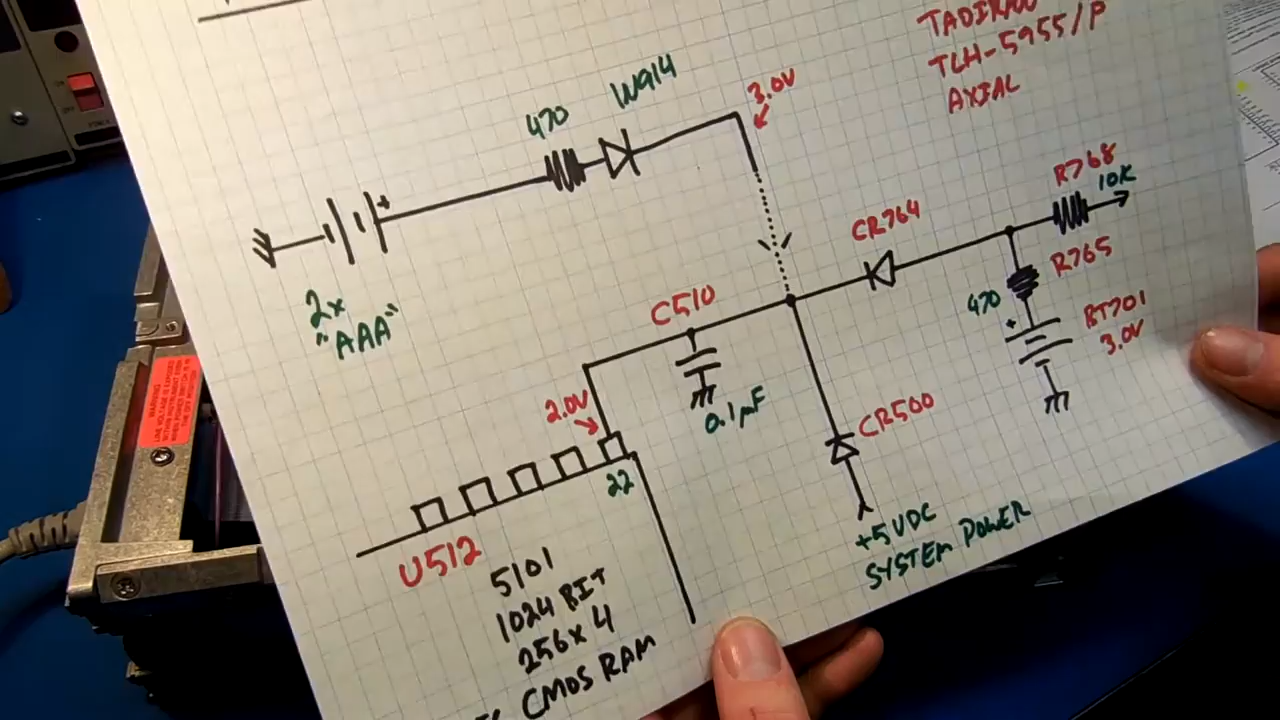 TADIRAN
TLH-5955/P
AXIAL
470
1N914
3.0V
R768
10K
CR764
R765
470
+
BT701
3.0V
+
2x
"AAA"
C510
0.1µF
2.0V
CR500
22
+5VDC
SYSTEM POWER
U512
5101
1024 BIT
256x4
CMOS RAM